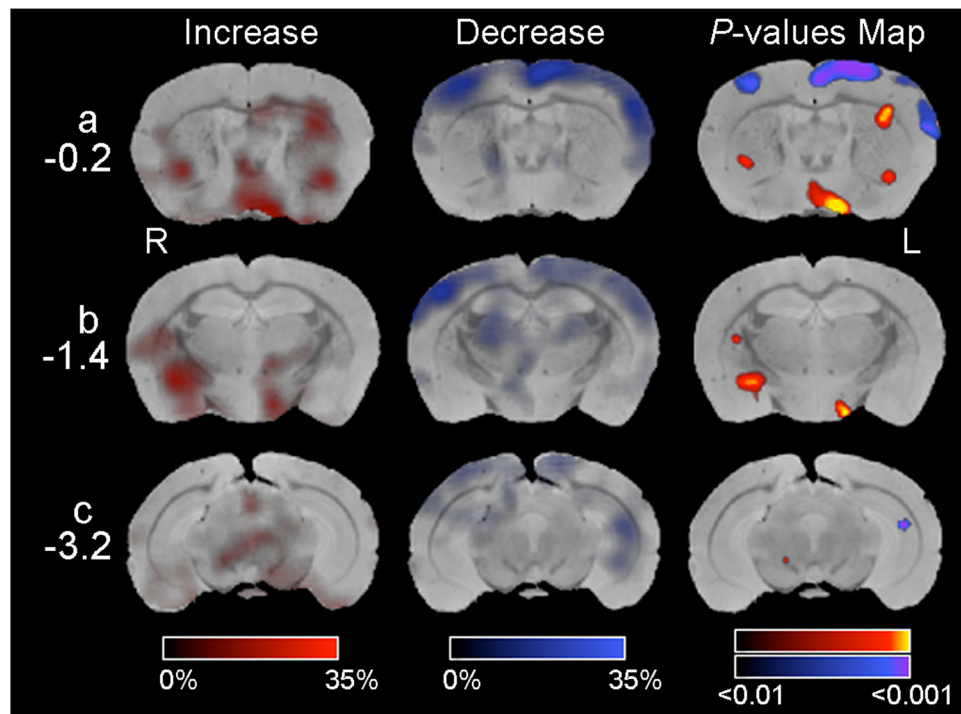 Increase Decrease P-values Map
a
-0.2
R L
b
-1.4
c
-3.2
0% 35% 0% 35% <0.01 <0.001